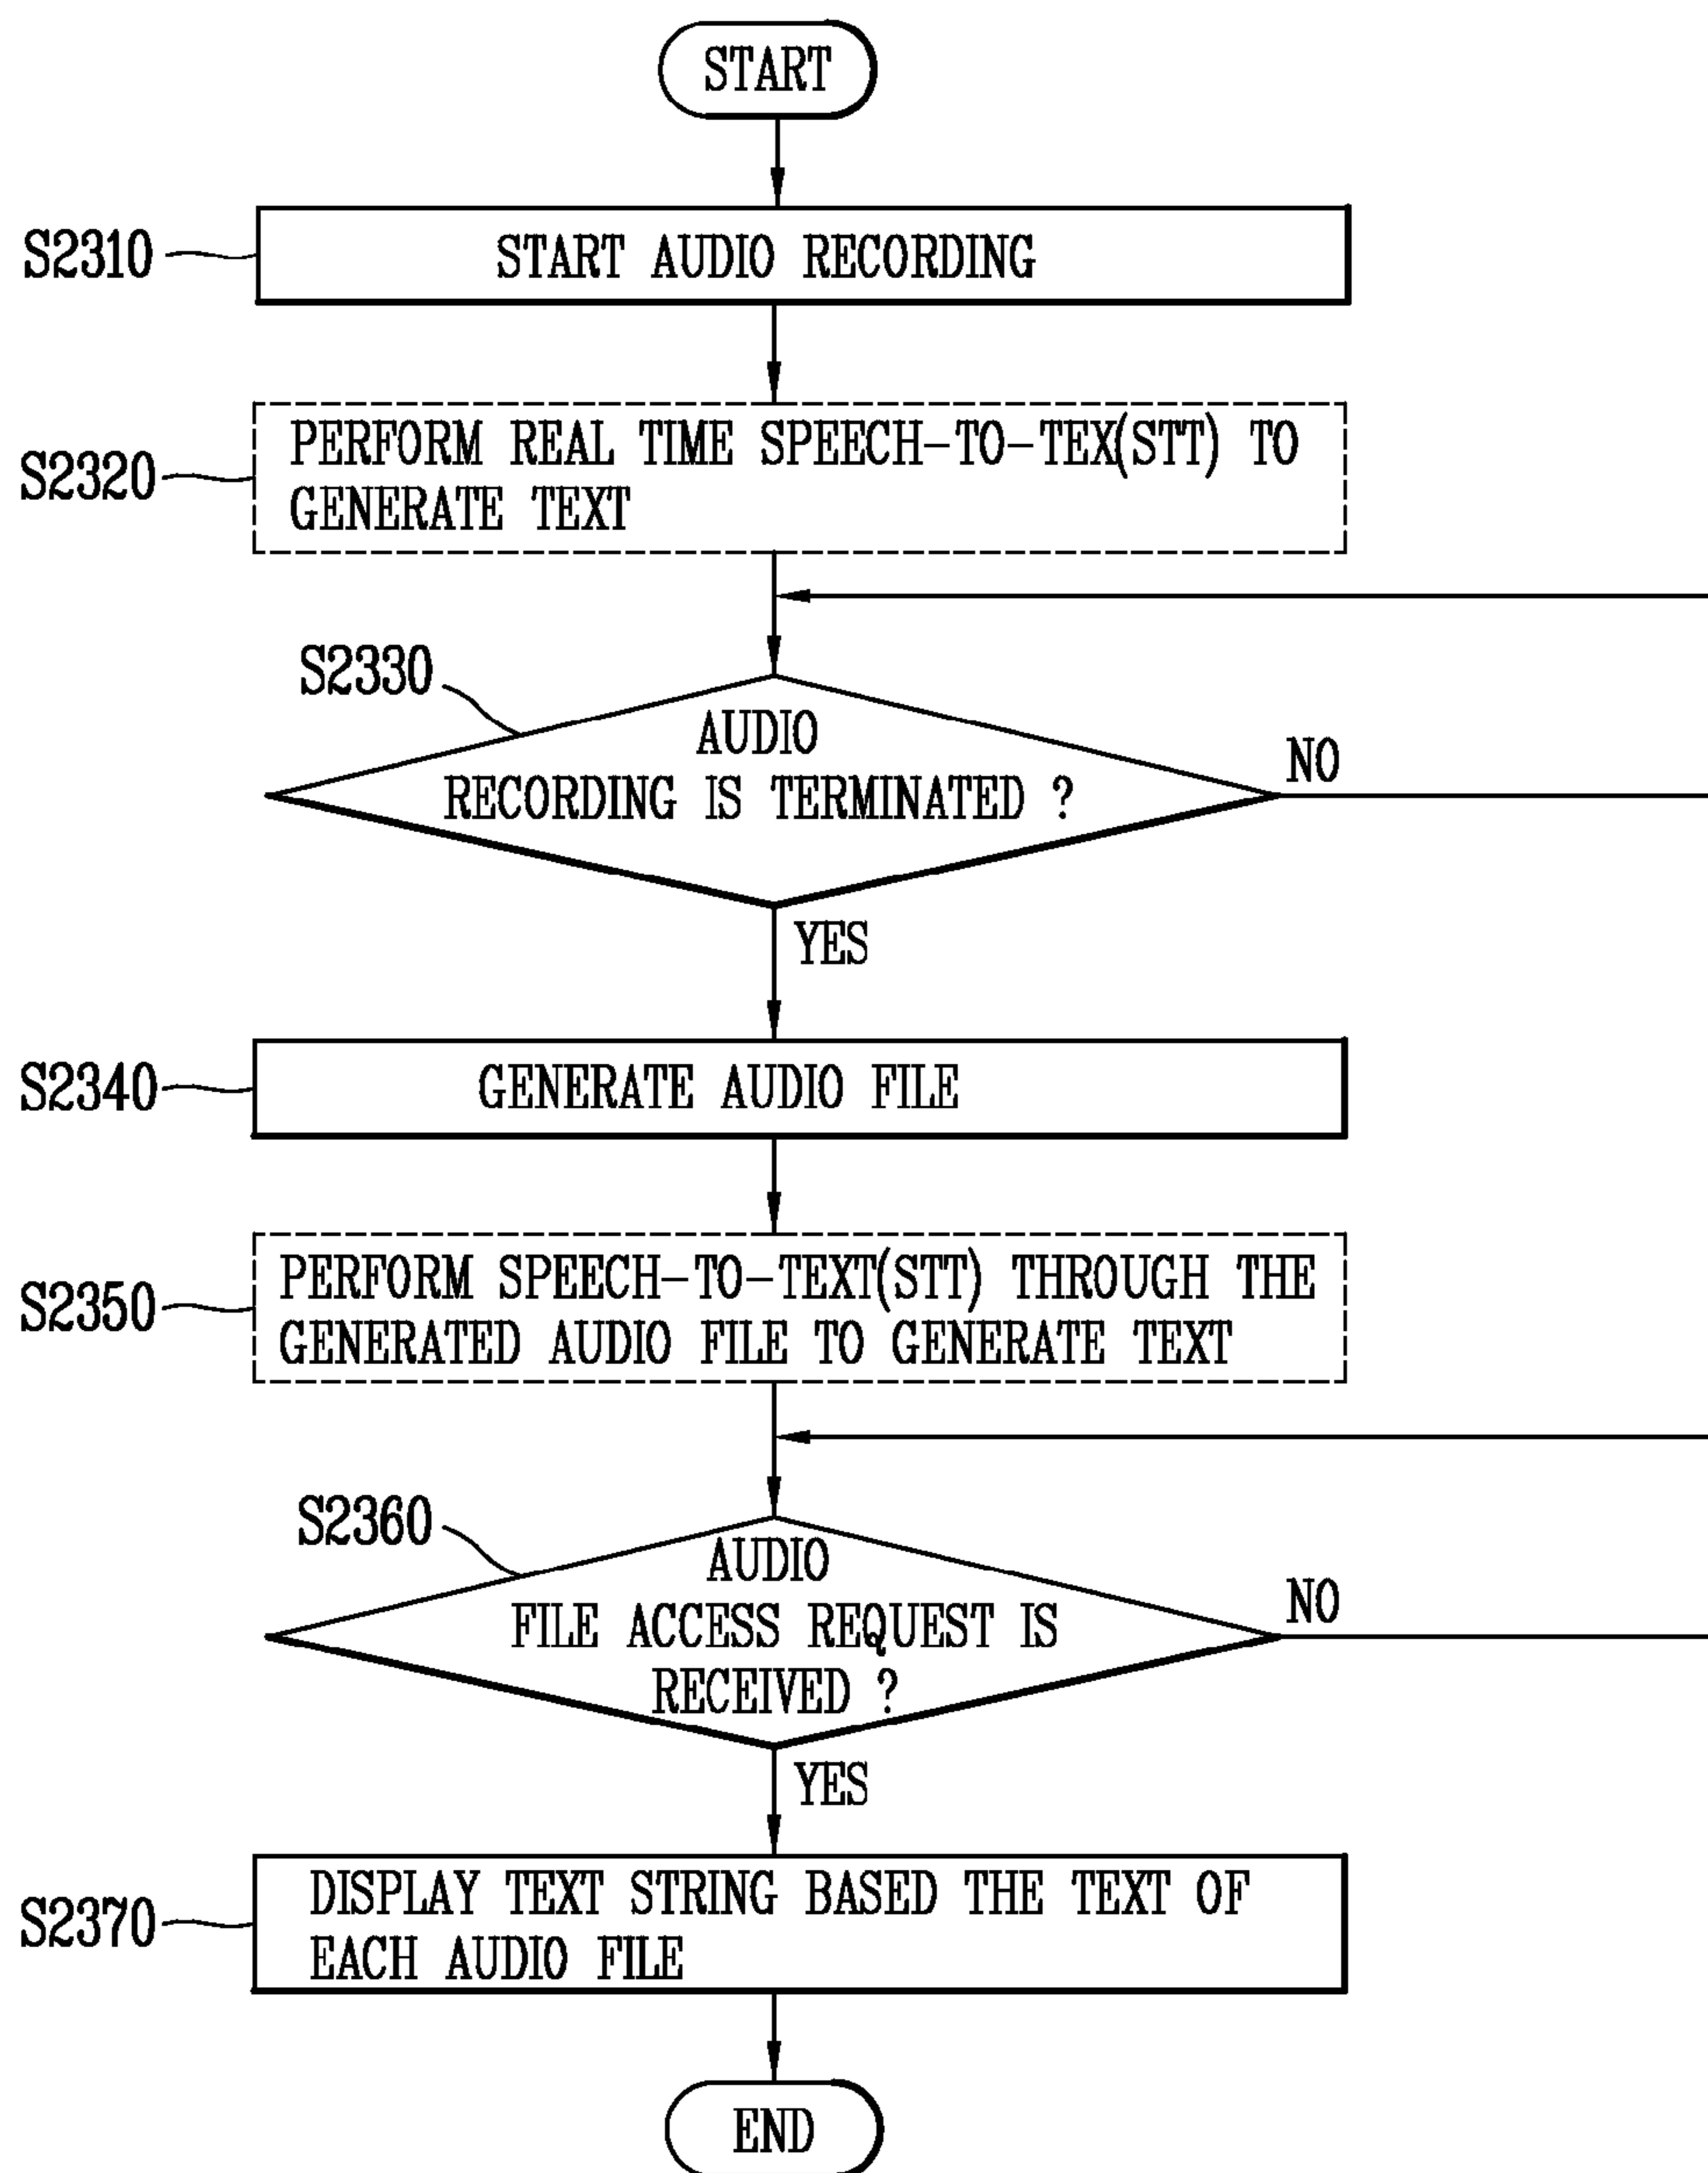 START
S2310
START AUDIO RECORDING
S2320
PERFORM REAL TIME SPEECH-TO-TEX(STT) TO
GENERATE TEXT
S2330
AUDIO
RECORDING IS TERMINATED ?
NO
YES
S2340
GENERATE AUDIO FILE
S2350
PERFORM SPEECH-TO-TEXT(STT) THROUGH THE
GENERATED AUDIO FILE TO GENERATE TEXT
S2360
AUDIO
FILE ACCESS REQUEST IS
RECEIVED ?
NO
YES
S2370
DISPLAY TEXT STRING BASED THE TEXT OF
EACH AUDIO FILE
END